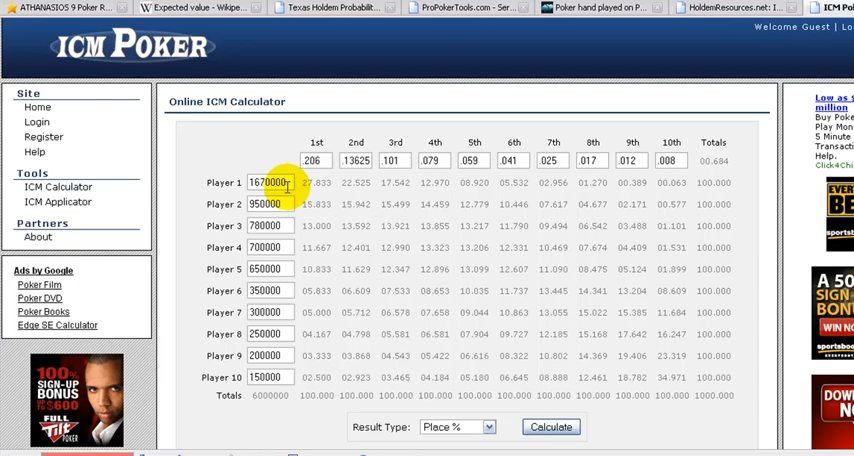 ATHANASIOS 9 Poker R...
Expected value - Wikipe...
Texas Holdem Probabilit...
ProPokerTools.com - Ser...
Poker hand played on P...
HoldemResources.net: I...
ICM Pok
ICM POKER
Welcome Guest | Lo
Site
Home
Login
Register
Help
Tools
ICM Calculator
ICM Applicator
Partners
About
Ads by Google
Poker Film
Poker DVD
Poker Books
Edge SE Calculator
100%
SIGN-UP
BONUS
UP TO
$600
FULL
TILT
POKER
Online ICM Calculator
1st 2nd 3rd 4th 5th 6th 7th 8th 9th 10th Totals
.206 .13625 .101 .079 .059 .041 .025 .017 .012 .008 00.684
Player 1 1670000 27.833 22.525 17.542 12.970 08.920 05.532 02.956 01.270 00.389 00.063 100.000
Player 2 950000 15.833 15.942 15.499 14.459 12.779 10.446 07.617 04.677 02.171 00.577 100.000
Player 3 780000 13.000 13.592 13.921 13.855 13.217 11.790 09.494 06.542 03.488 01.101 100.000
Player 4 700000 11.667 12.401 12.990 13.323 13.206 12.331 10.469 07.674 04.409 01.531 100.000
Player 5 650000 10.833 11.629 12.347 12.896 13.099 12.607 11.090 08.475 05.124 01.899 100.000
Player 6 350000 05.833 06.609 07.533 08.653 10.035 11.737 13.445 14.341 13.204 08.609 100.000
Player 7 300000 05.000 05.712 06.578 07.658 09.044 10.863 13.055 15.022 15.385 11.684 100.000
Player 8 250000 04.167 04.798 05.581 06.581 07.904 09.727 12.185 15.168 17.642 16.247 100.000
Player 9 200000 03.333 03.868 04.543 05.422 06.616 08.322 10.802 14.369 19.406 23.319 100.000
Player 10 150000 02.500 02.923 03.465 04.184 05.180 06.645 08.888 12.461 18.782 34.971 100.000
Totals 6000000 100.000 100.000 100.000 100.000 100.000 100.000 100.000 100.000 100.000 100.000 1000.000
Result Type: Place % Calculate
Low as $
million
Buy Poke
Play Mon
5 Minute
Transacti
Help.
Click4Chi
EVER
BO
A 50
SIGN
BON
WIN NO
sportsbool
DOW